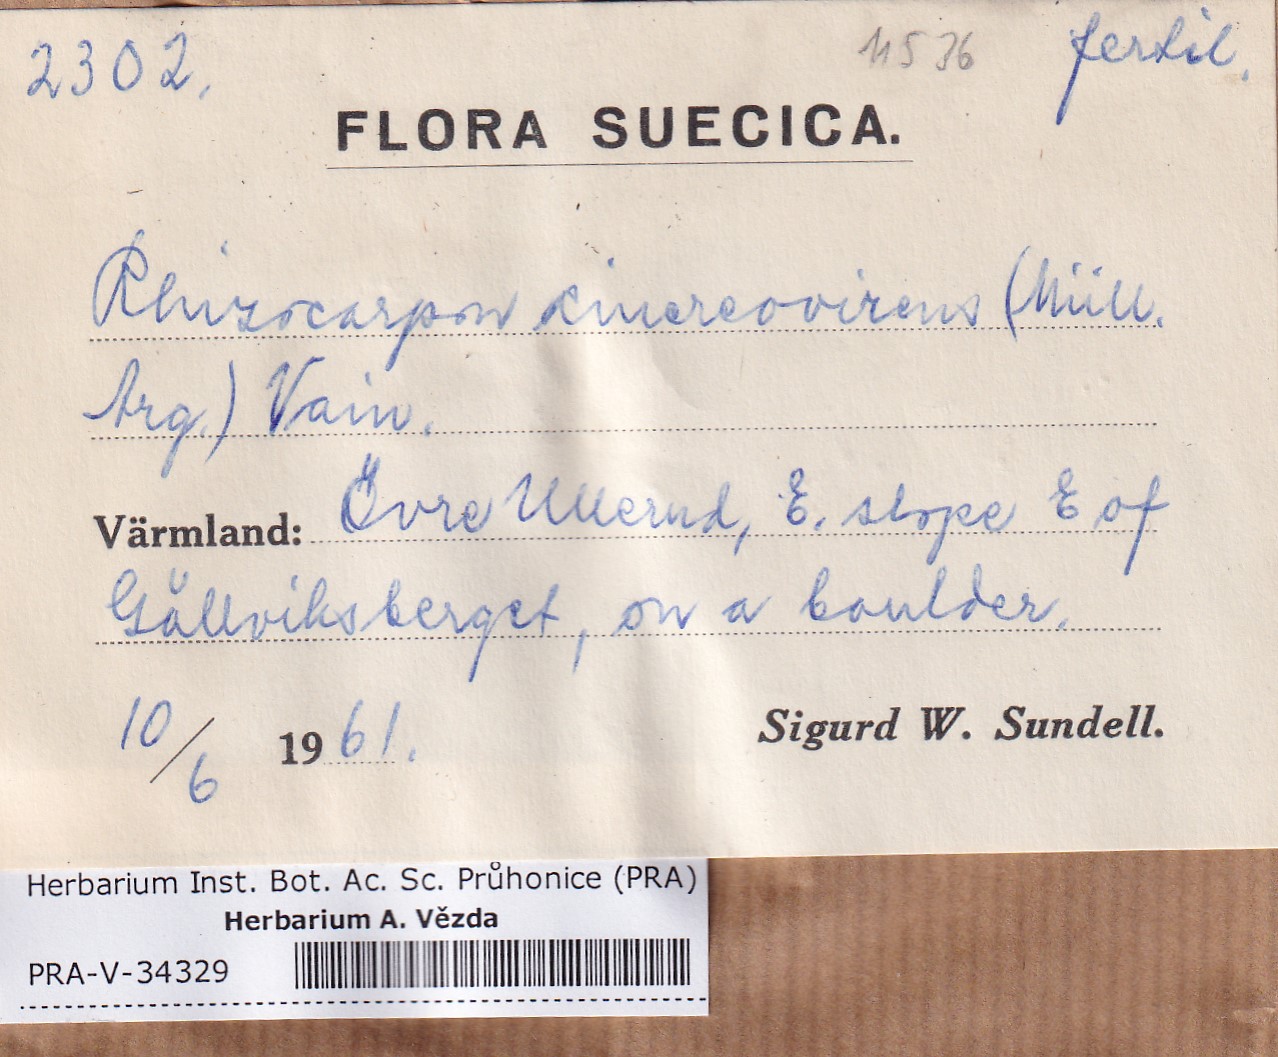 2302. 11536 fertil.
FLORA SUECICA.
Rhizocarpon cinereovirens (Müll.
Arg.) Vain.
Värmland: Övre Ullerud, E. slope E of
Gällviksberget, on a boulder.
10/6 1961.
Sigurd W. Sundell.
Herbarium Inst. Bot. Ac. Sc. Průhonice (PRA)
Herbarium A. Vězda
PRA-V-34329